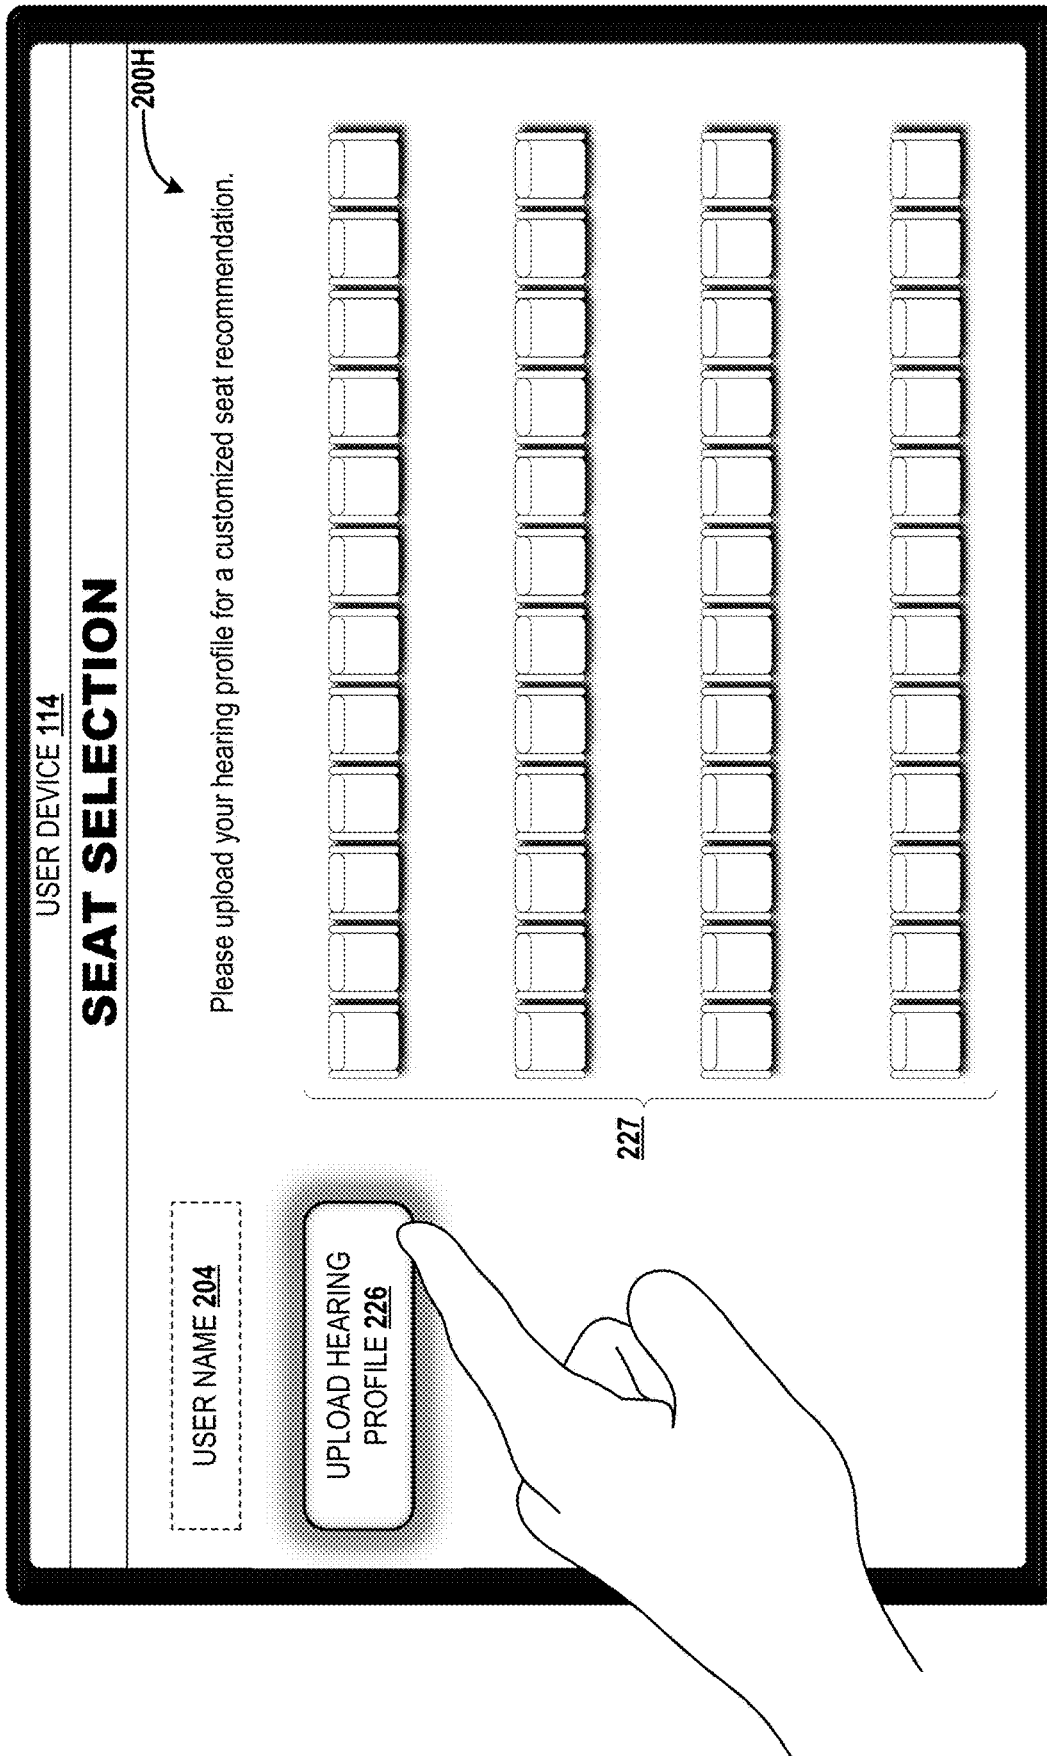 USER DEVICE 114
SEAT SELECTION
200H
USER NAME 204
Please upload your hearing profile for a customized seat recommendation.
UPLOAD HEARING
PROFILE 226
227